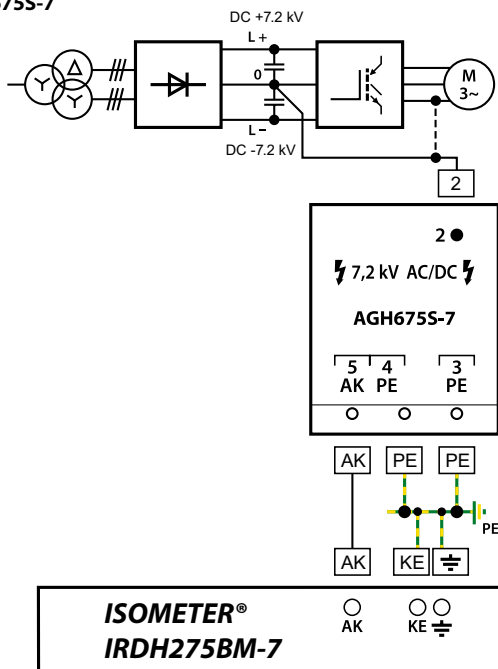 675S-7
DC +7.2 kV
L +
0
L −
DC -7.2 kV
M
3~
2
2
7,2 kV AC/DC
AGH675S-7
5 4 3
AK PE PE
AK PE PE
PE
AK KE
ISOMETER®
IRDH275BM-7
AK KE